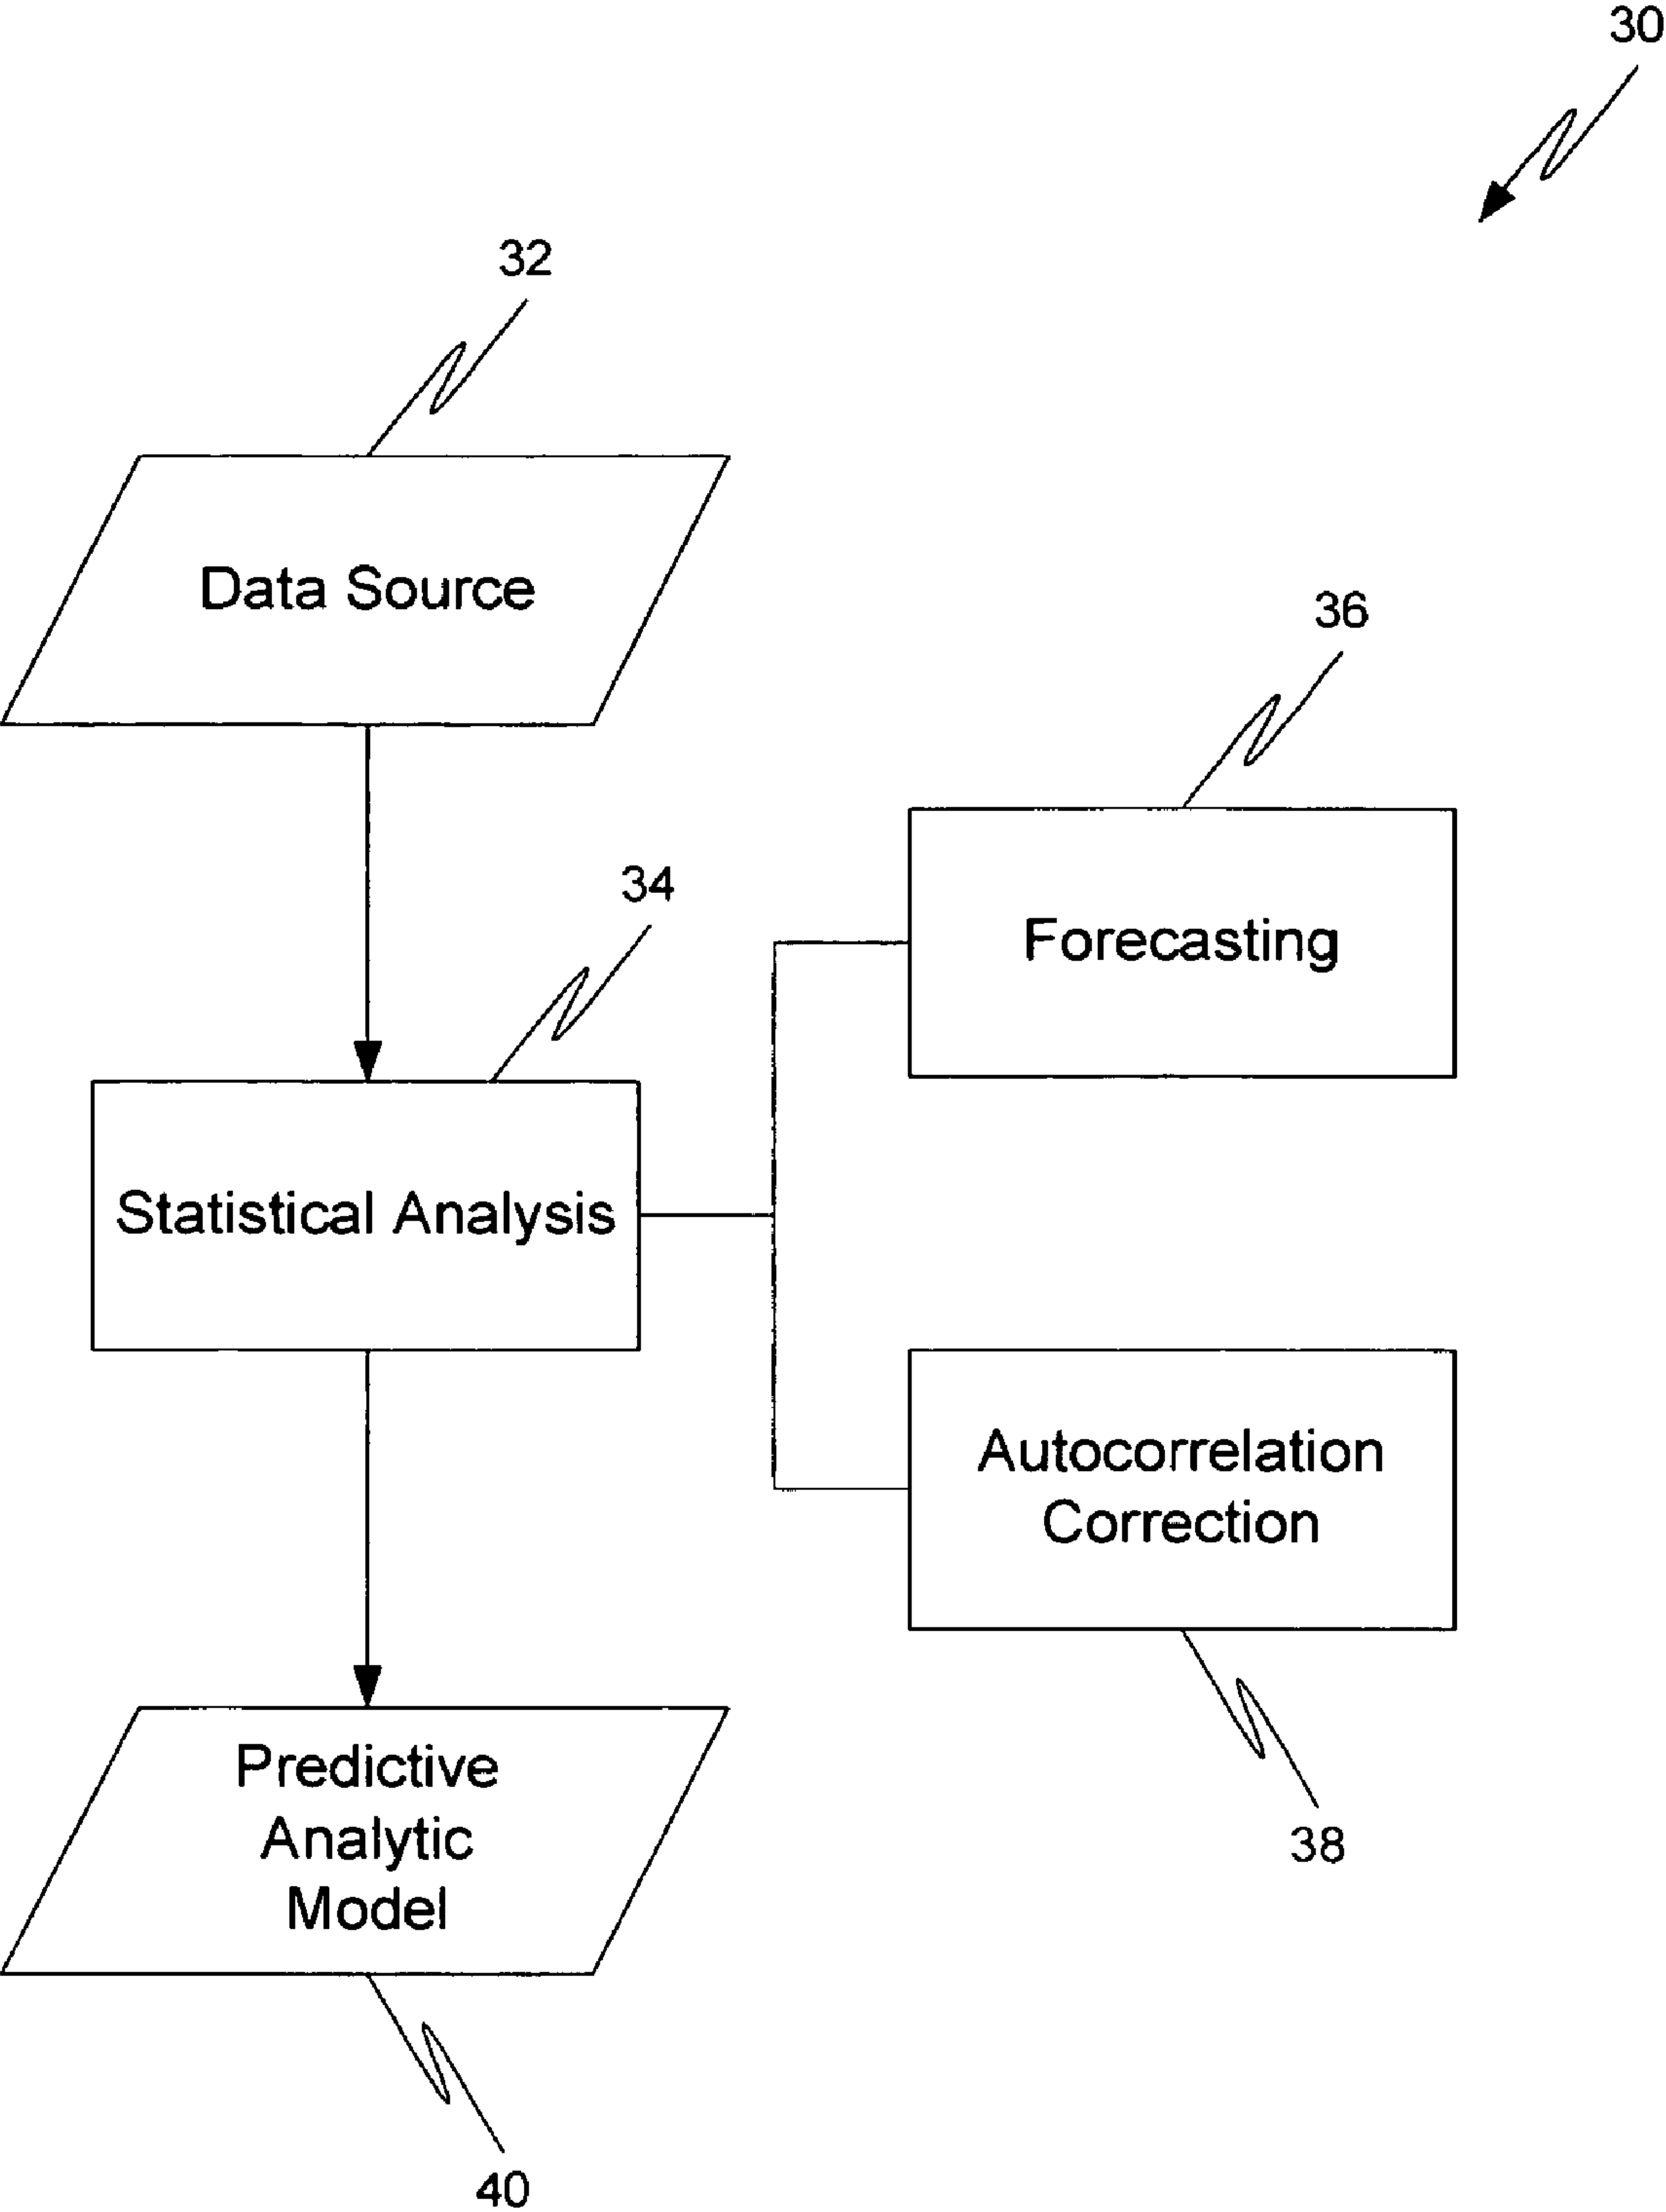 30
32
Data Source
36
Forecasting
34
Statistical Analysis
Autocorrelation
Correction
38
Predictive
Analytic
Model
40